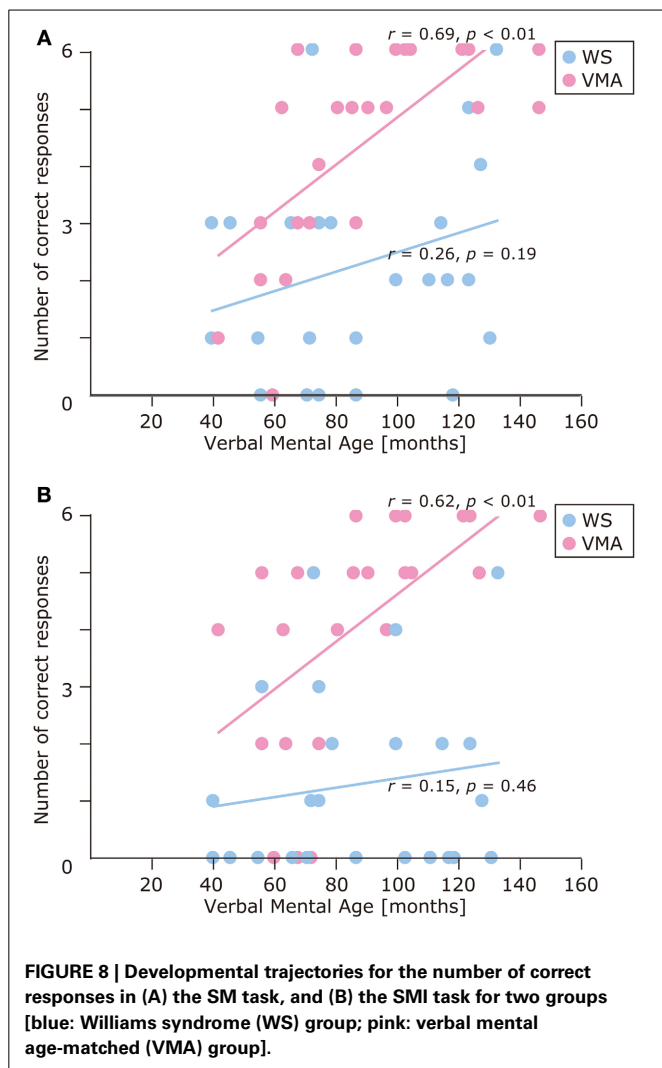 A
r = 0.69, p < 0.01
6
WS
VMA
3
r = 0.26, p = 0.19
0
Number of correct responses
20 40 60 80 100 120 140 160
Verbal Mental Age [months]
B
r = 0.62, p < 0.01
6
WS
VMA
3
r = 0.15, p = 0.46
0
Number of correct responses
20 40 60 80 100 120 140 160
Verbal Mental Age [months]
FIGURE 8 | Developmental trajectories for the number of correct
responses in (A) the SM task, and (B) the SMI task for two groups
[blue: Williams syndrome (WS) group; pink: verbal mental
age-matched (VMA) group].